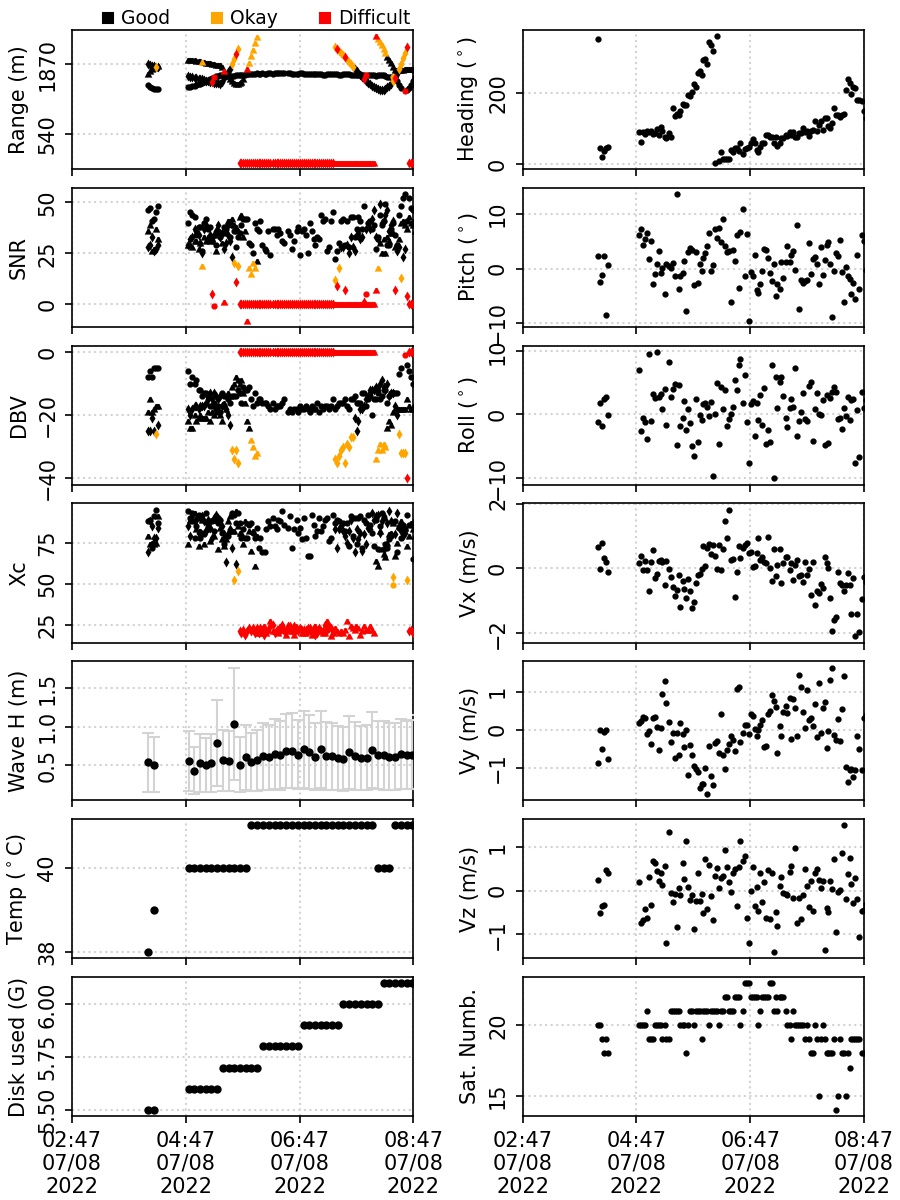 Good Okay Difficult
Range (m)
1870
540
Heading (°)
200
0
SNR
50
25
0
Pitch (°)
10
0
−10
DBV
0
−20
−40
Roll (°)
10
0
−10
Xc
75
50
25
Vx (m/s)
2
0
−2
Wave H (m)
1.5
1.0
0.5
Vy (m/s)
1
0
−1
Temp (°C)
40
38
Vz (m/s)
1
0
−1
Disk used (G)
6.00
5.75
5.50
Sat. Numb.
20
15
02:47 04:47 06:47 08:47
07/08 07/08 07/08 07/08
2022 2022 2022 2022
02:47 04:47 06:47 08:47
07/08 07/08 07/08 07/08
2022 2022 2022 2022